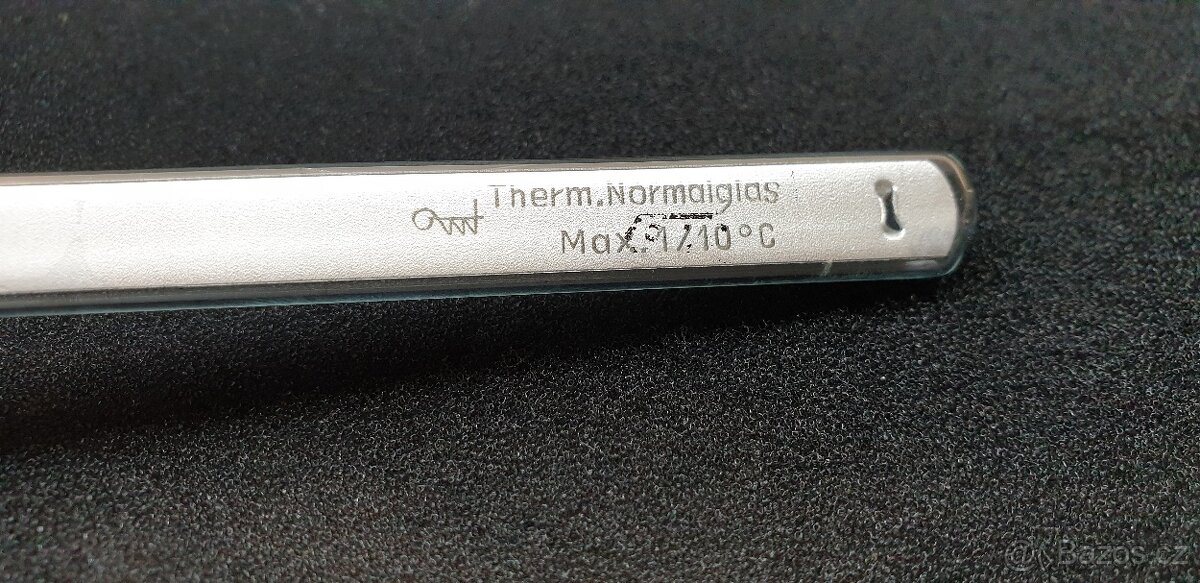 Therm.Normalglas
Max.1/10°C
@Bazos.cz